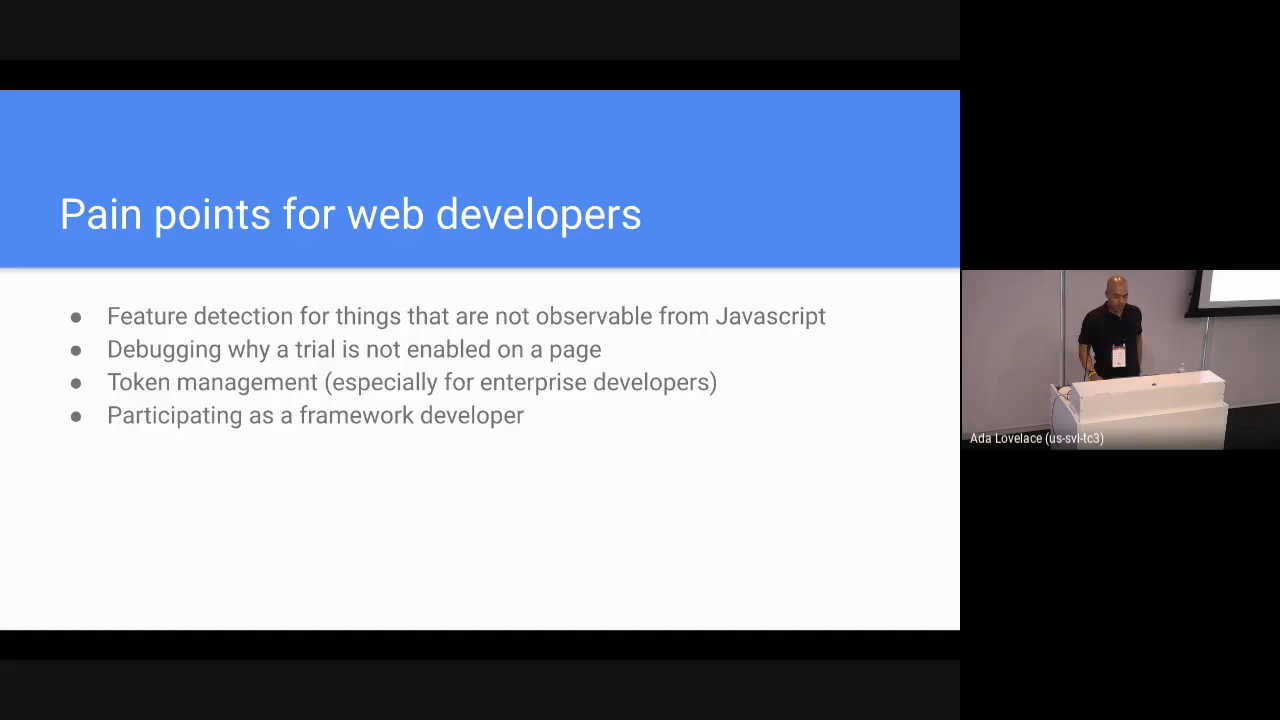 Pain points for web developers
● Feature detection for things that are not observable from Javascript
● Debugging why a trial is not enabled on a page
● Token management (especially for enterprise developers)
● Participating as a framework developer
Ada Lovelace (us-svl-tc3)